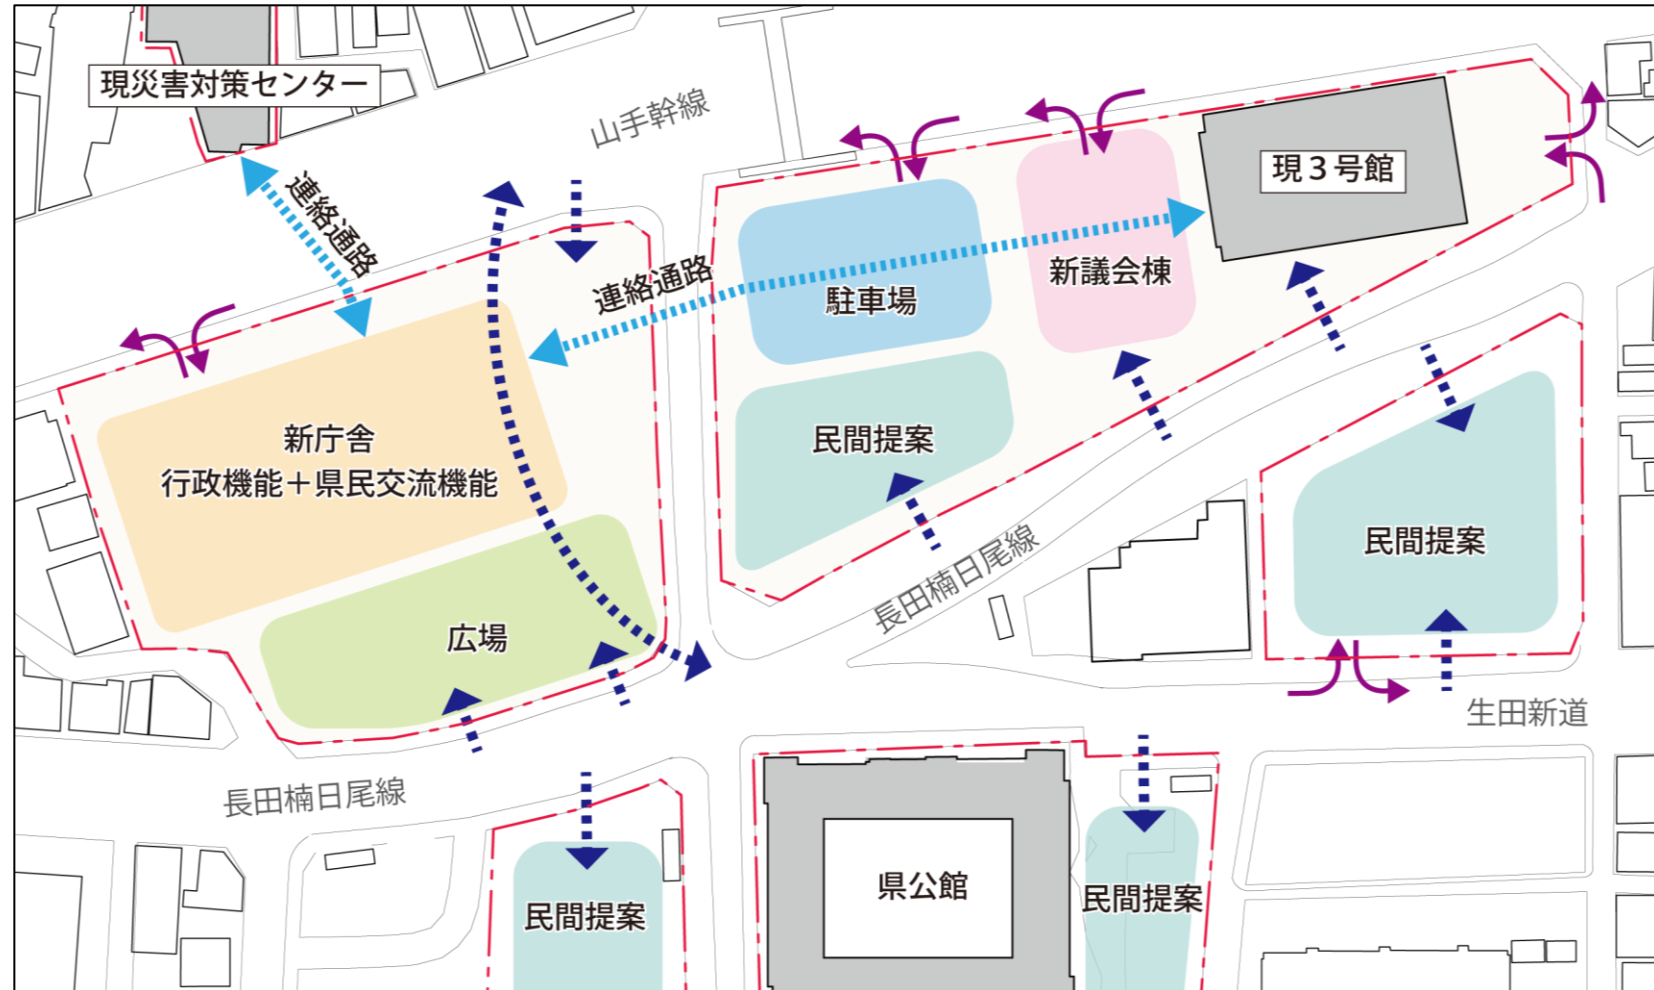 現災害対策センター
山手幹線
連絡通路
現３号館
連絡通路
新議会棟
駐車場
新庁舎
行政機能＋県民交流機能
民間提案
民間提案
長田楠日尾線
広場
生田新道
長田楠日尾線
県公館
民間提案
民間提案